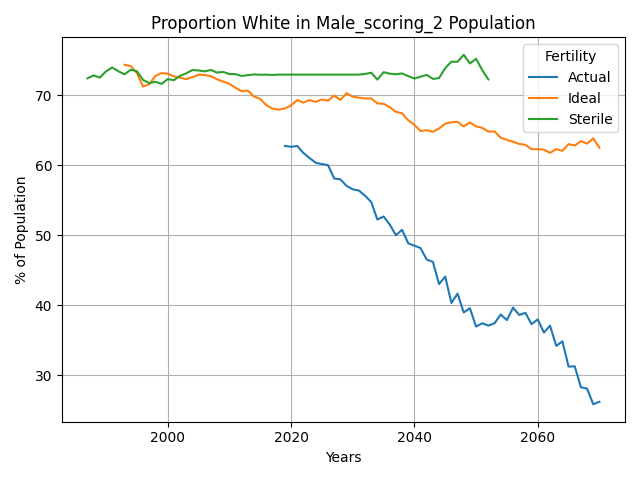 Proportion White in Male_scoring_2 Population
Fertility
Actual
Ideal
Sterile
% of Population
70
60
50
40
30
2000 2020 2040 2060
Years